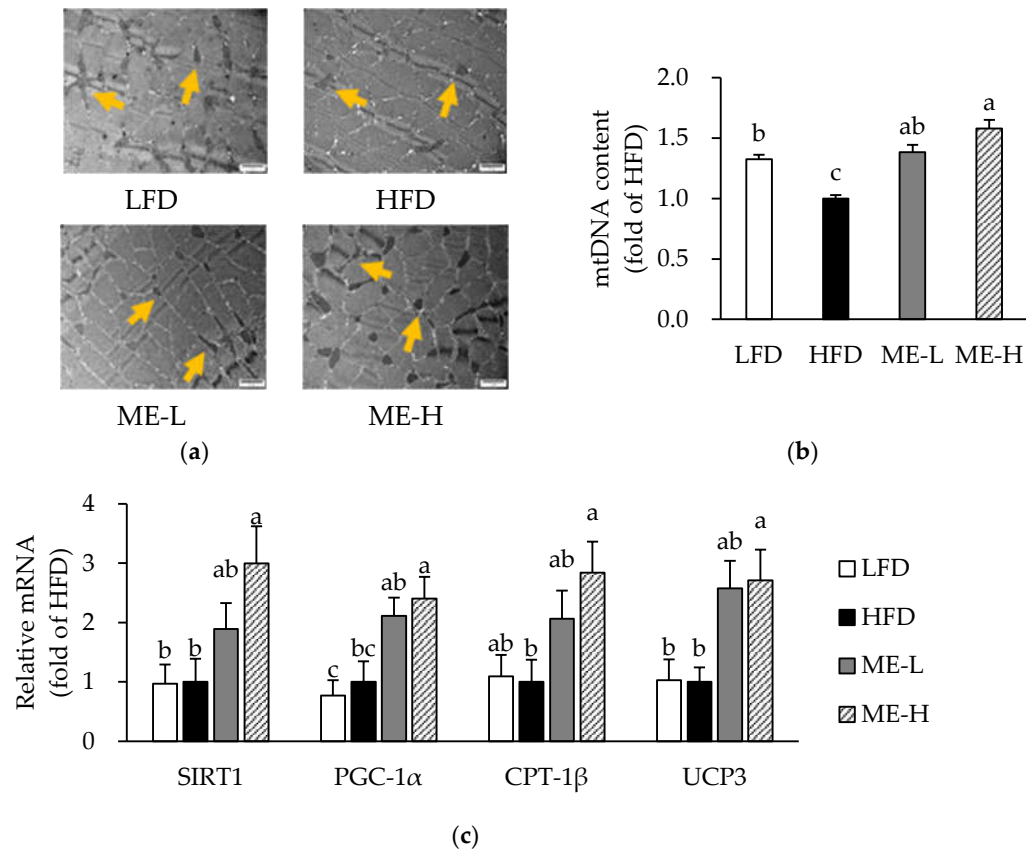 LFD
HFD
ME-L
ME-H
(a)
mtDNA content
(fold of HFD)
2.0
1.5
1.0
0.5
0.0
b
c
ab
a
LFD HFD ME-L ME-H
(b)
Relative mRNA
(fold of HFD)
4
3
2
1
0
b b ab a
c bc ab a
ab b ab a
b b ab a
SIRT1 PGC-1α CPT-1β UCP3
LFD
HFD
ME-L
ME-H
(c)